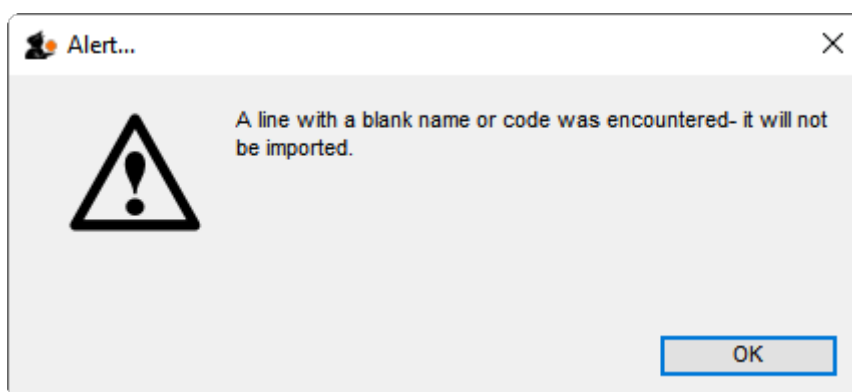 Alert...
A line with a blank name or code was encountered- it will not
be imported.
OK